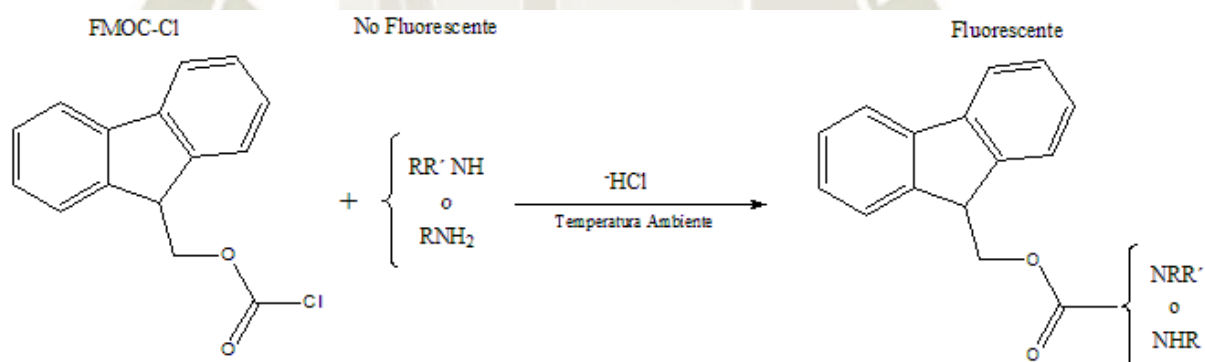 FMOC-Cl No Fluorescente Fluorescente
RR´ NH
o
RNH₂
+
⁻HCl
Temperatura Ambiente
O
Cl
O
O
O
NRR´
o
NHR